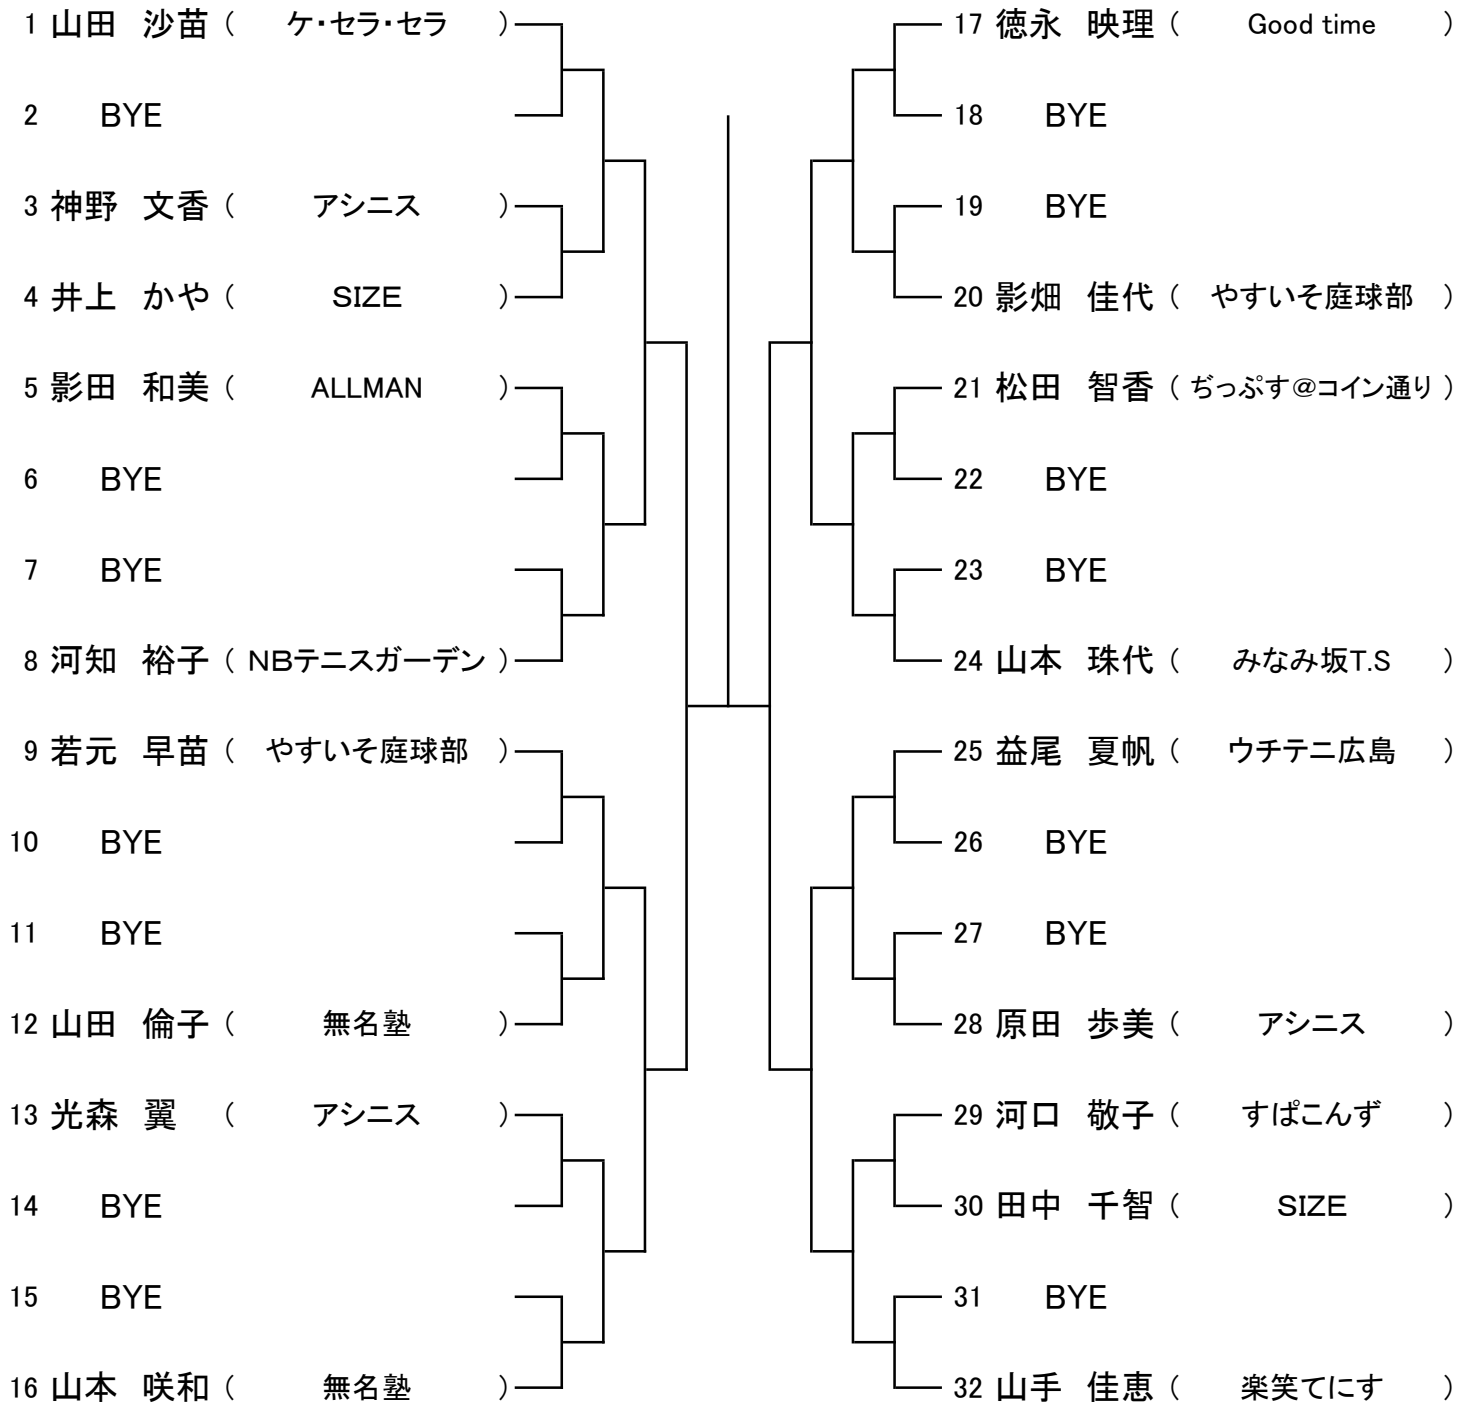 1 山田 沙苗 ( ケ・セラ・セラ )
2 BYE
3 神野 文香 ( アシニス )
4 井上 かや ( SIZE )
5 影田 和美 ( ALLMAN )
6 BYE
7 BYE
8 河知 裕子 ( NBテニスガーデン )
9 若元 早苗 ( やすいそ庭球部 )
10 BYE
11 BYE
12 山田 倫子 ( 無名塾 )
13 光森 翼 ( アシニス )
14 BYE
15 BYE
16 山本 咲和 ( 無名塾 )
17 徳永 映理 ( Good time )
18 BYE
19 BYE
20 影畑 佳代 ( やすいそ庭球部 )
21 松田 智香 ( ぢっぷす@コイン通り )
22 BYE
23 BYE
24 山本 珠代 ( みなみ坂T.S )
25 益尾 夏帆 ( ウチテニ広島 )
26 BYE
27 BYE
28 原田 歩美 ( アシニス )
29 河口 敬子 ( すぱこんず )
30 田中 千智 ( SIZE )
31 BYE
32 山手 佳恵 ( 楽笑てにす )